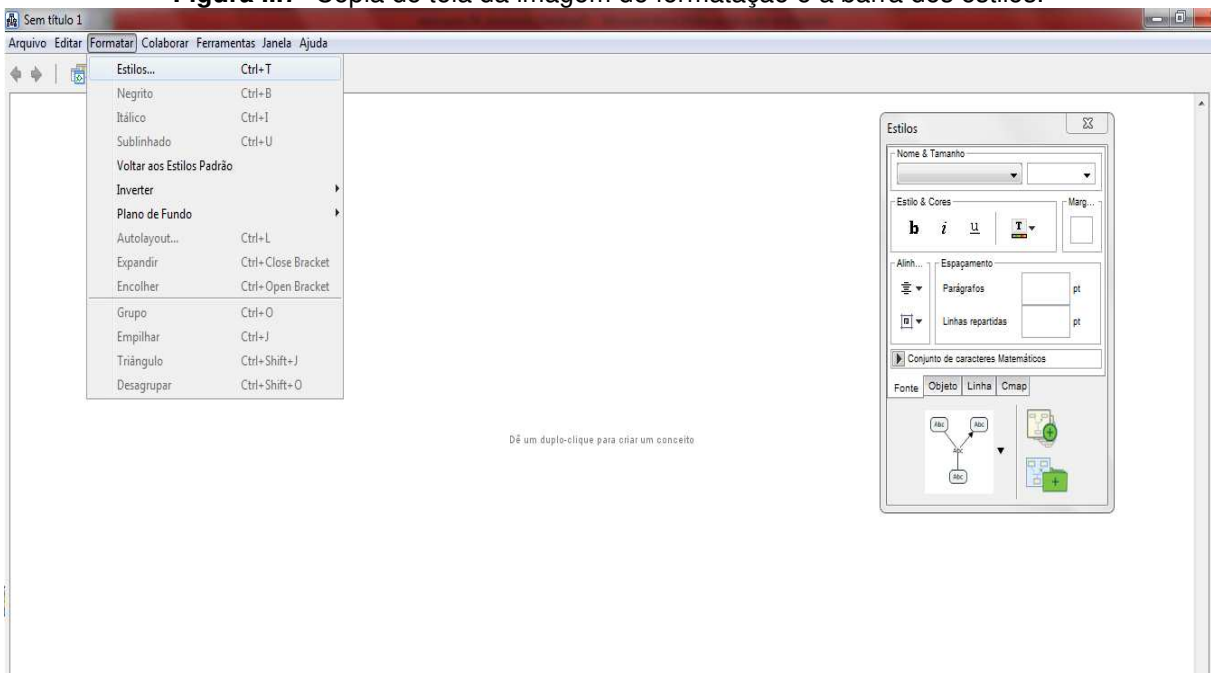 Cópia de tela da imagem de formatação e a barra dos estilos.
Sem título 1
Arquivo Editar Formatar Colaborar Ferramentas Janela Ajuda
Estilos... Ctrl+T
Negrito Ctrl+B
Itálico Ctrl+I
Sublinhado Ctrl+U
Voltar aos Estilos Padrão
Inverter
Plano de Fundo
Autolayout... Ctrl+L
Expandir Ctrl+Close Bracket
Encolher Ctrl+Open Bracket
Grupo Ctrl+O
Empilhar Ctrl+J
Triângulo Ctrl+Shift+J
Desagrupar Ctrl+Shift+O
Dê um duplo-clique para criar um conceito
Estilos
Nome & Tamanho
Estilo & Cores Marg...
b i u T
Alinh... Espaçamento
Parágrafos pt
Linhas repartidas pt
Conjunto de caracteres Matemáticos
Fonte Objeto Linha Cmap
Abc Abc
Abc
Abc